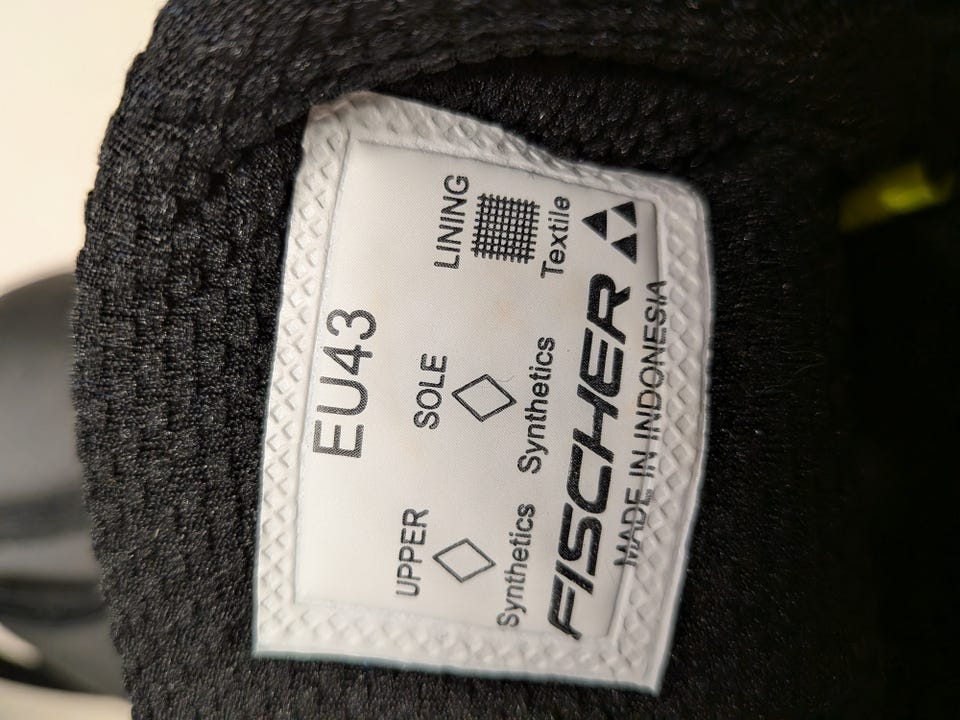 EU43
UPPER SOLE LINING
Synthetics Synthetics Textile
FISCHER
MADE IN INDONESIA